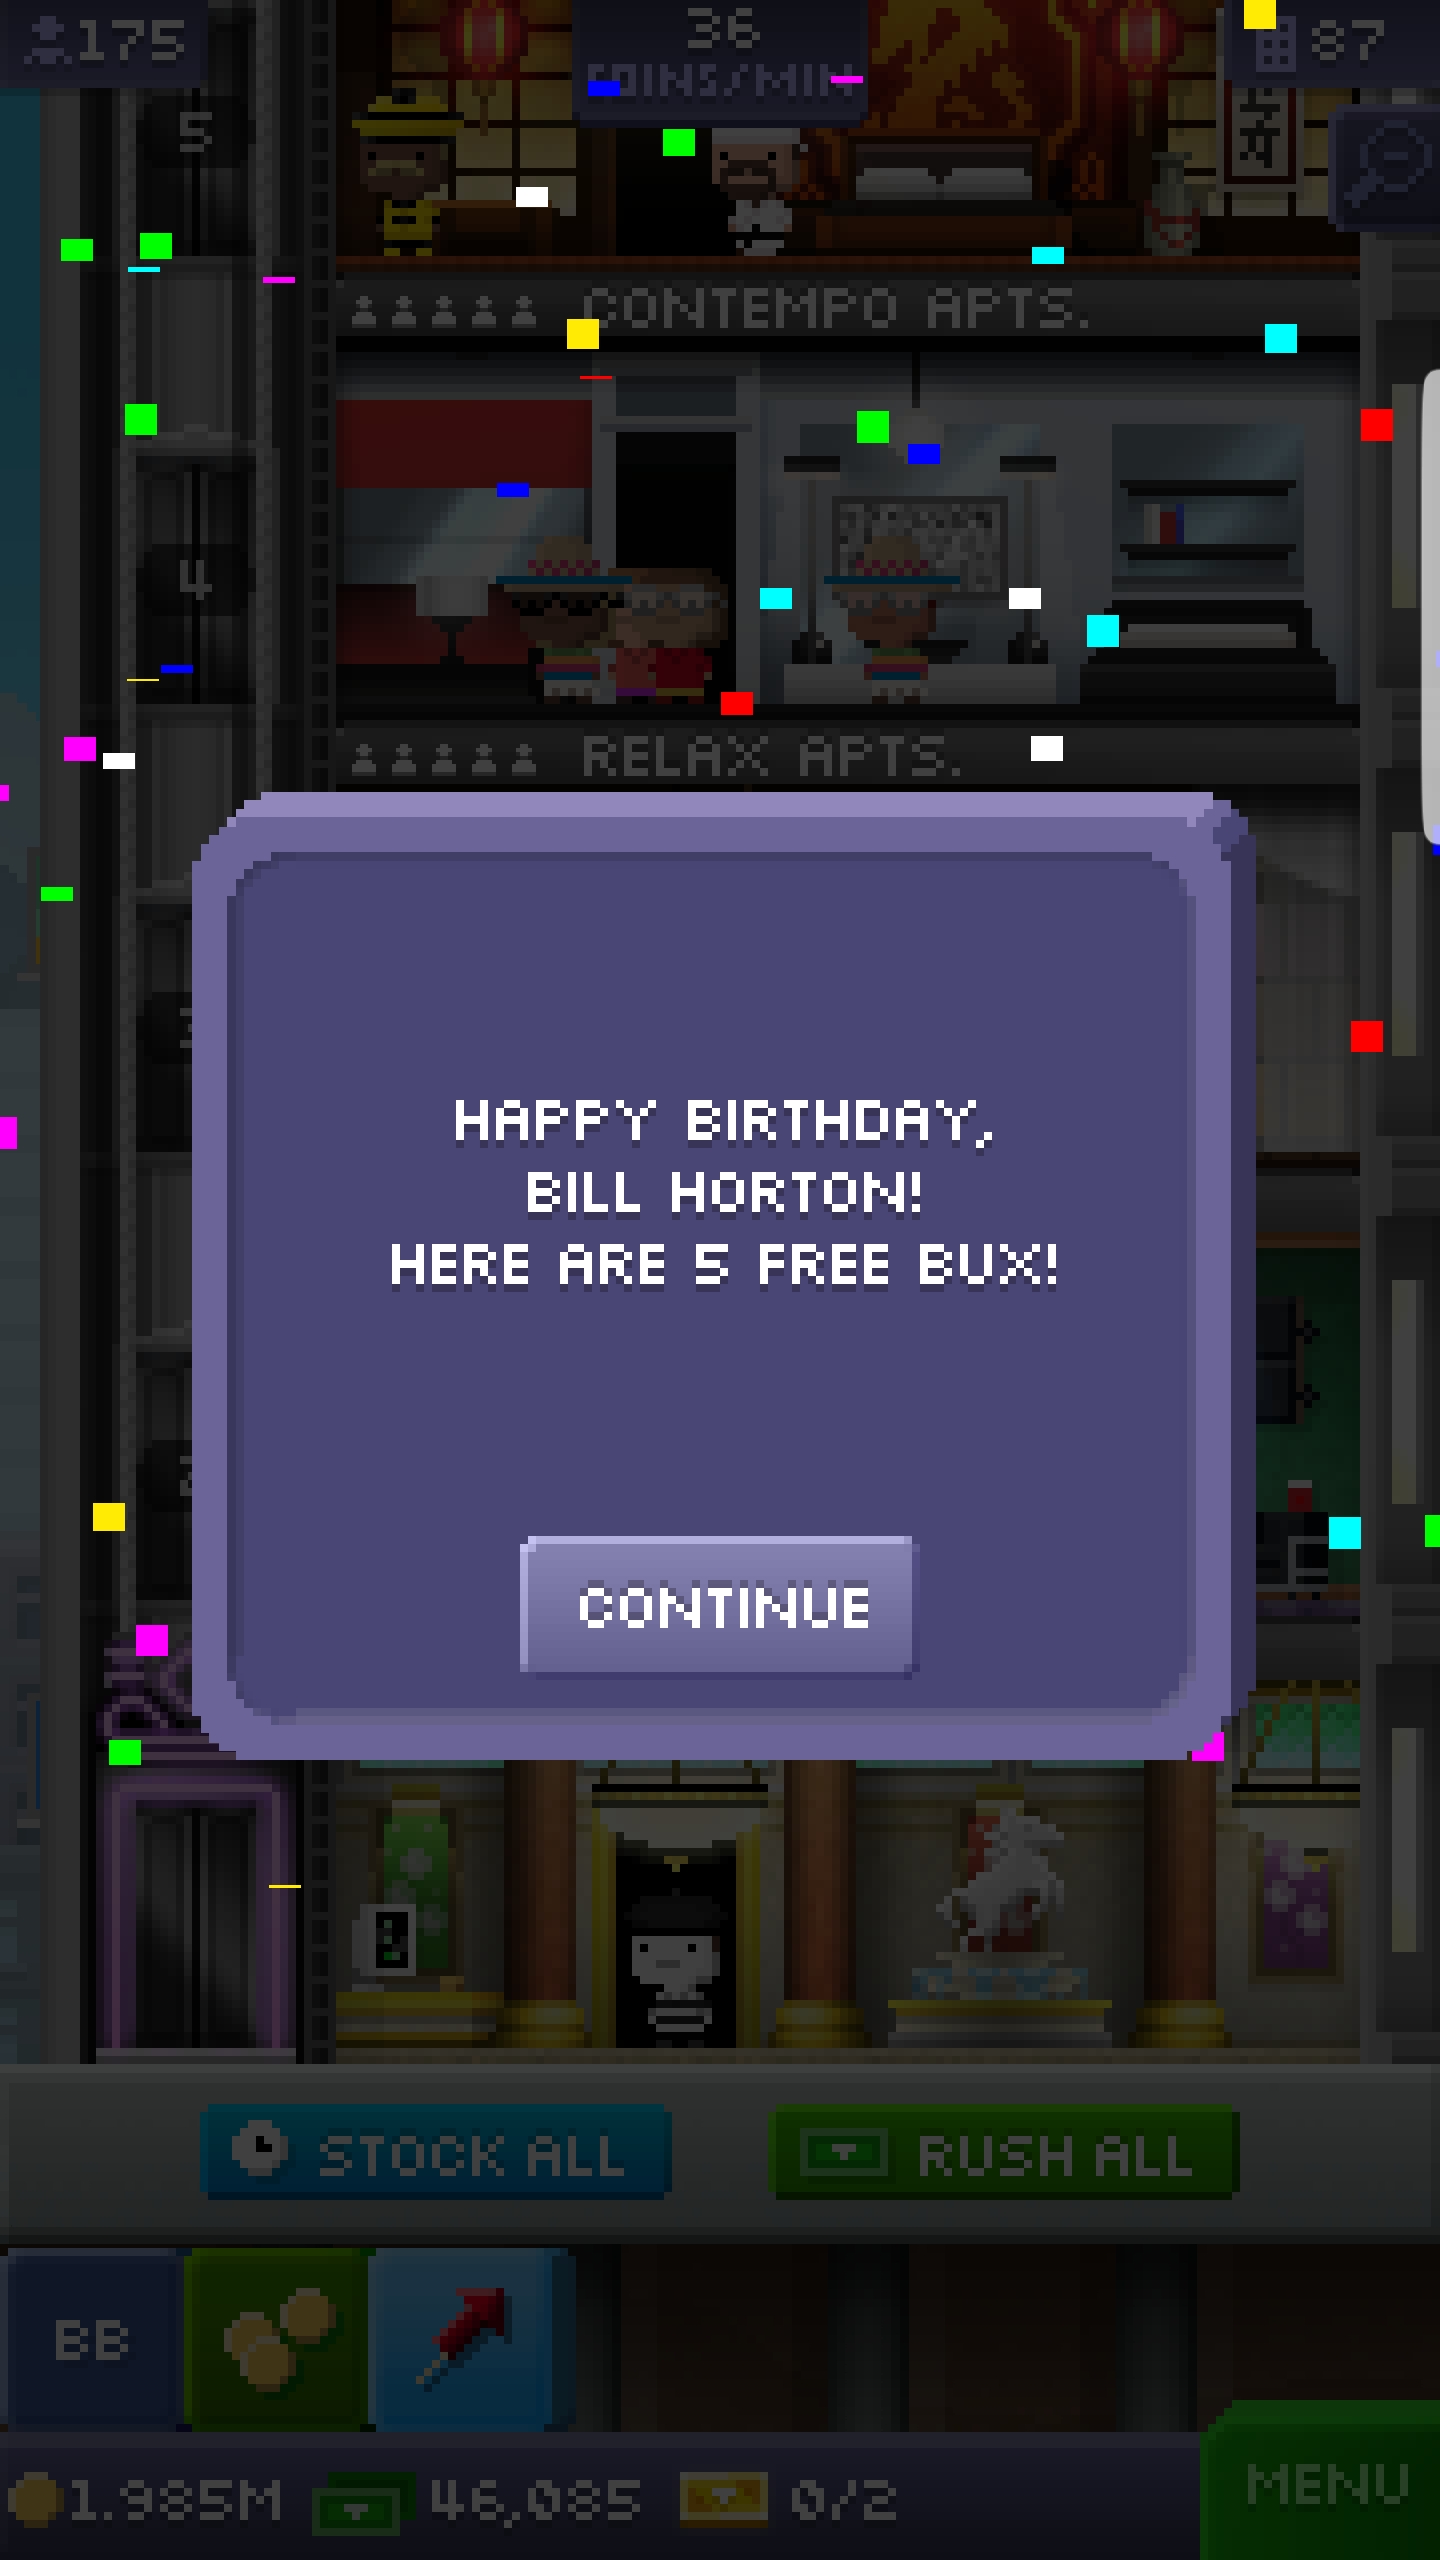 175
36
COINS/MIN
87
5
CONTEMPO APTS.
4
RELAX APTS.
HAPPY BIRTHDAY,
BILL HORTON!
HERE ARE 5 FREE BUX!
CONTINUE
STOCK ALL
RUSH ALL
BB
1.985M
46,085
0/2
MENU